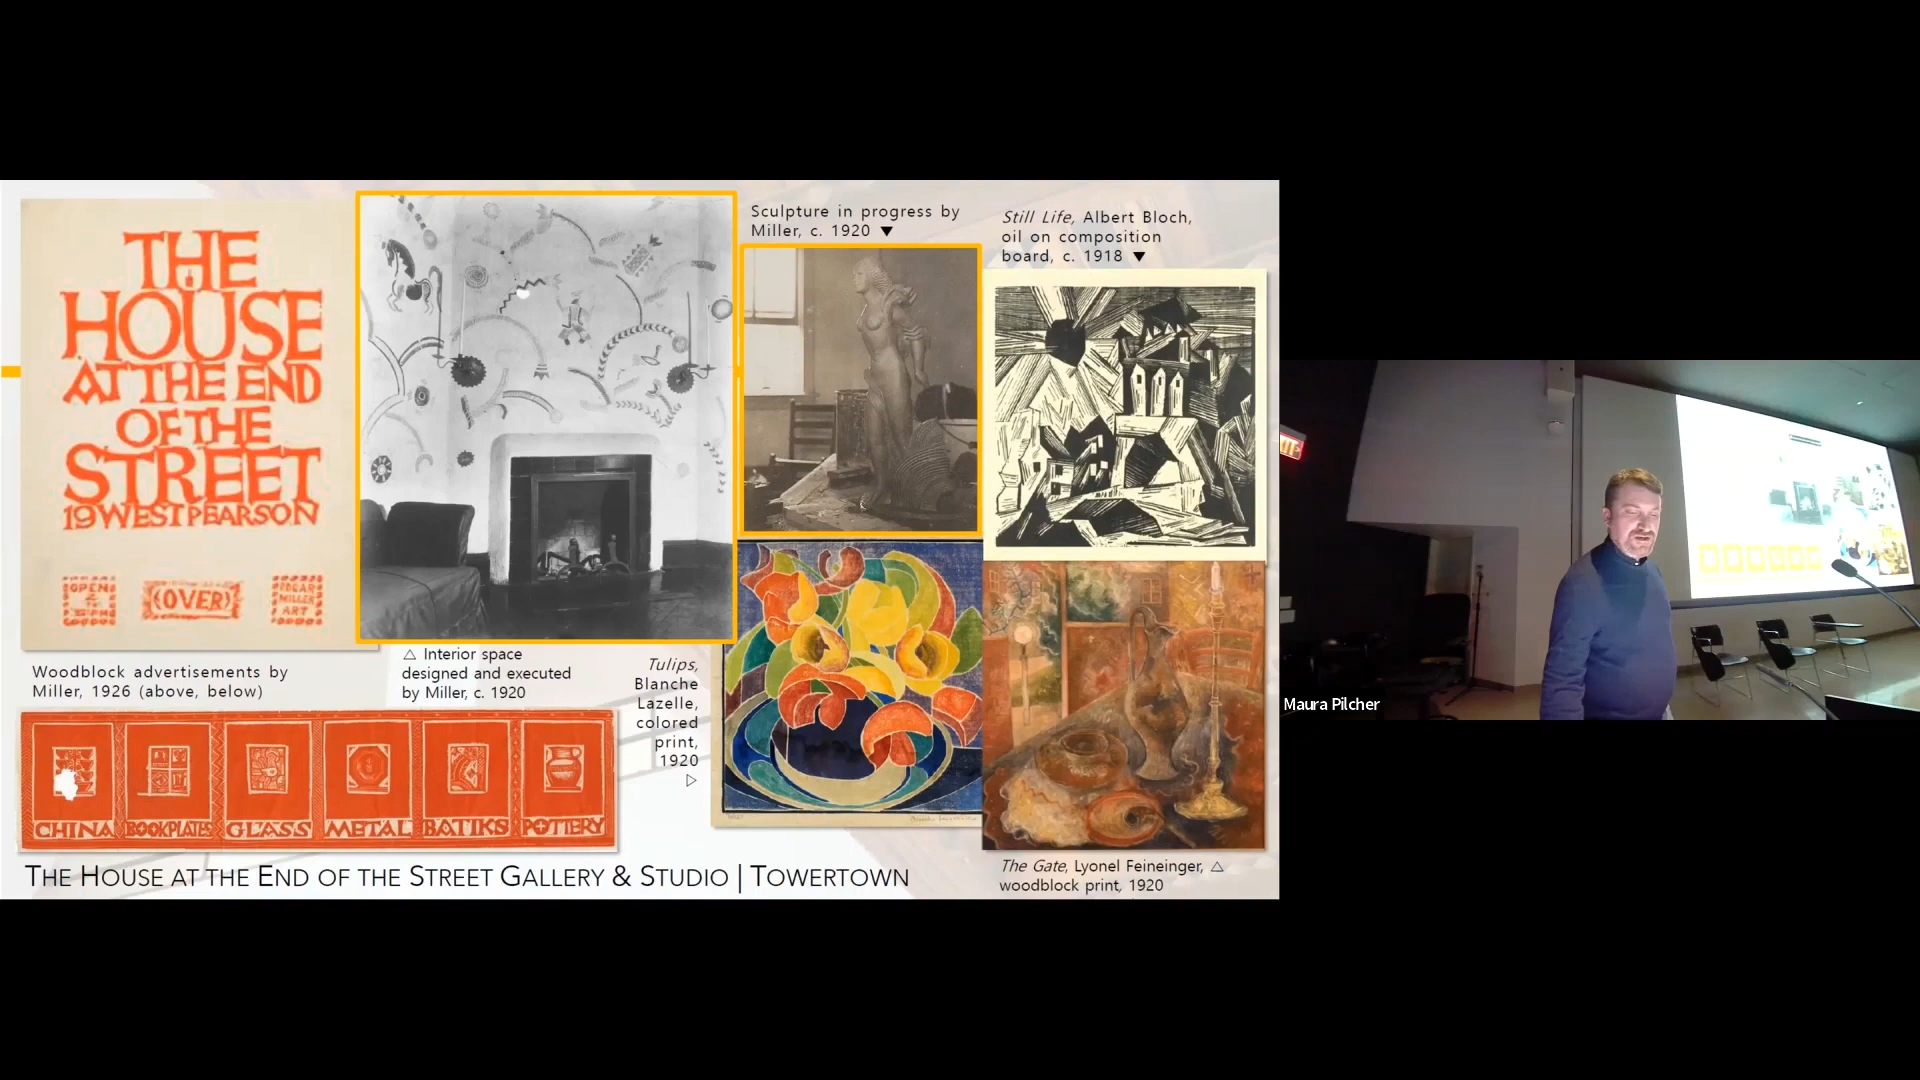 THE
HOUSE
AT THE END
OF THE
STREET
19 WEST PEARSON
OPEN
(OVER)
EDGAR
MILLER
ART
Woodblock advertisements by
Miller, 1926 (above, below)
CHINA BOOKPLATES GLASS METAL BATIKS POTTERY
△ Interior space
designed and executed
by Miller, c. 1920
Sculpture in progress by
Miller, c. 1920 ▼
Still Life, Albert Bloch,
oil on composition
board, c. 1918 ▼
Tulips,
Blanche
Lazelle,
colored
print,
1920
▷
The Gate, Lyonel Feineinger, △
woodblock print, 1920
THE HOUSE AT THE END OF THE STREET GALLERY & STUDIO | TOWERTOWN
Maura Pilcher